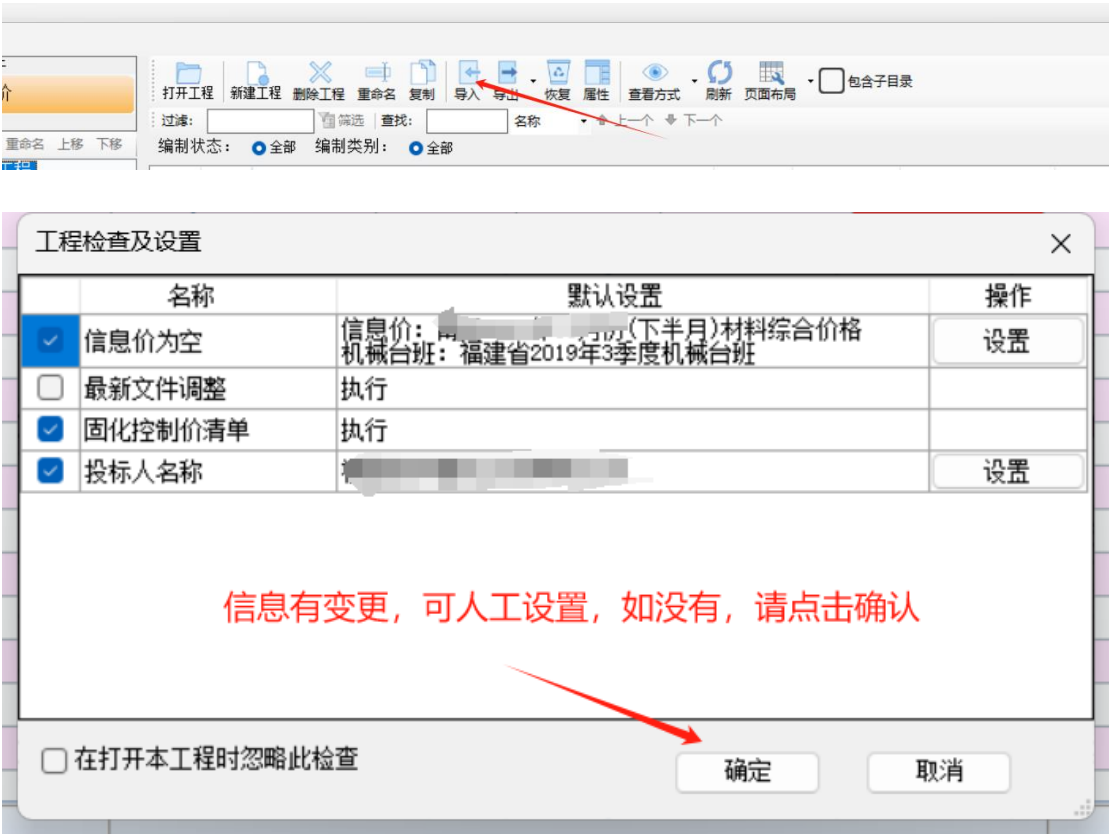 价
打开工程 新建工程 删除工程 重命名 复制 导入 导出 恢复 属性 查看方式 刷新 页面布局 包含子目录
过滤: 筛选 查找: 名称 上一个 下一个
重命名 上移 下移
编制状态: 全部 编制类别: 全部
工程
工程检查及设置
名称 默认设置 操作
信息价为空 信息价: (下半月)材料综合价格 设置
机械台班: 福建省2019年3季度机械台班
最新文件调整 执行
固化控制价清单 执行
投标人名称 设置
信息有变更，可人工设置，如没有，请点击确认
在打开本工程时忽略此检查
确定 取消